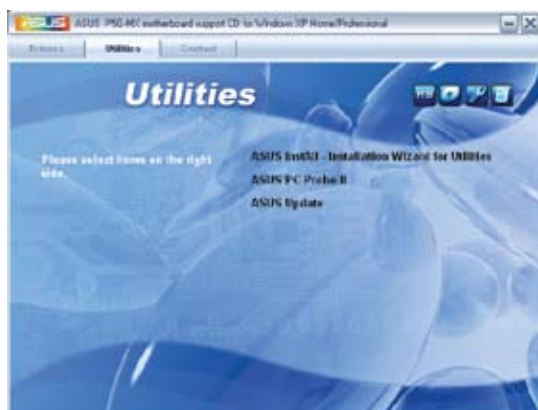 ASUS P5G-MX motherboard support CD for Windows XP Home/Professional
Drivers
Utilities
Contact
Utilities
Please select items on the right
side.
ASUS InstAll - Installation Wizard for Utilities
ASUS PC Probe II
ASUS Update